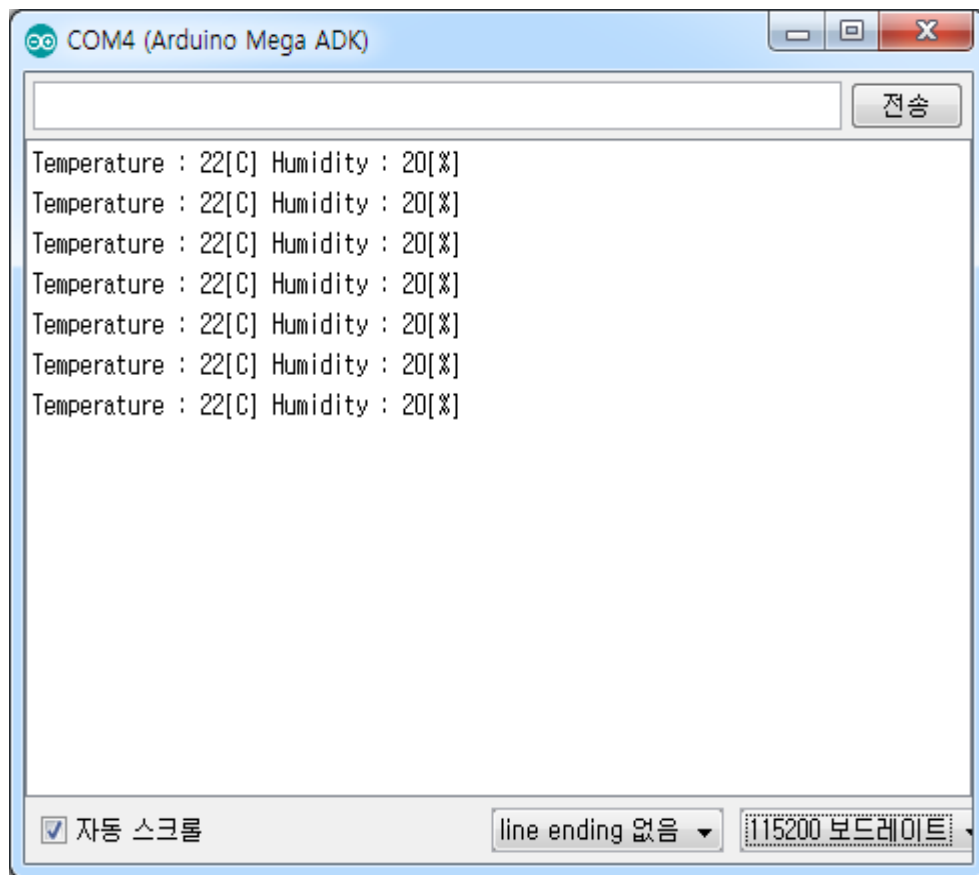 COM4 (Arduino Mega ADK)
전송
Temperature : 22[C] Humidity : 20[%]
Temperature : 22[C] Humidity : 20[%]
Temperature : 22[C] Humidity : 20[%]
Temperature : 22[C] Humidity : 20[%]
Temperature : 22[C] Humidity : 20[%]
Temperature : 22[C] Humidity : 20[%]
Temperature : 22[C] Humidity : 20[%]
자동 스크롤
line ending 없음
115200 보드레이트